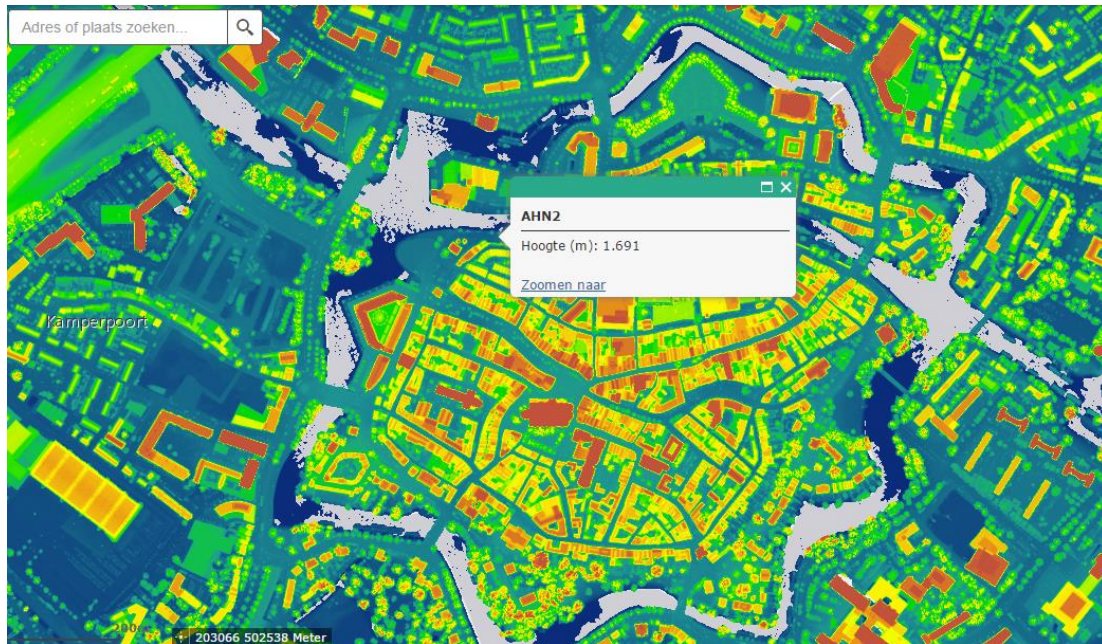 Adres of plaats zoeken...
AHN2
Hoogte (m): 1.691
Zoomen naar
Kamperpoort
203066 502538 Meter